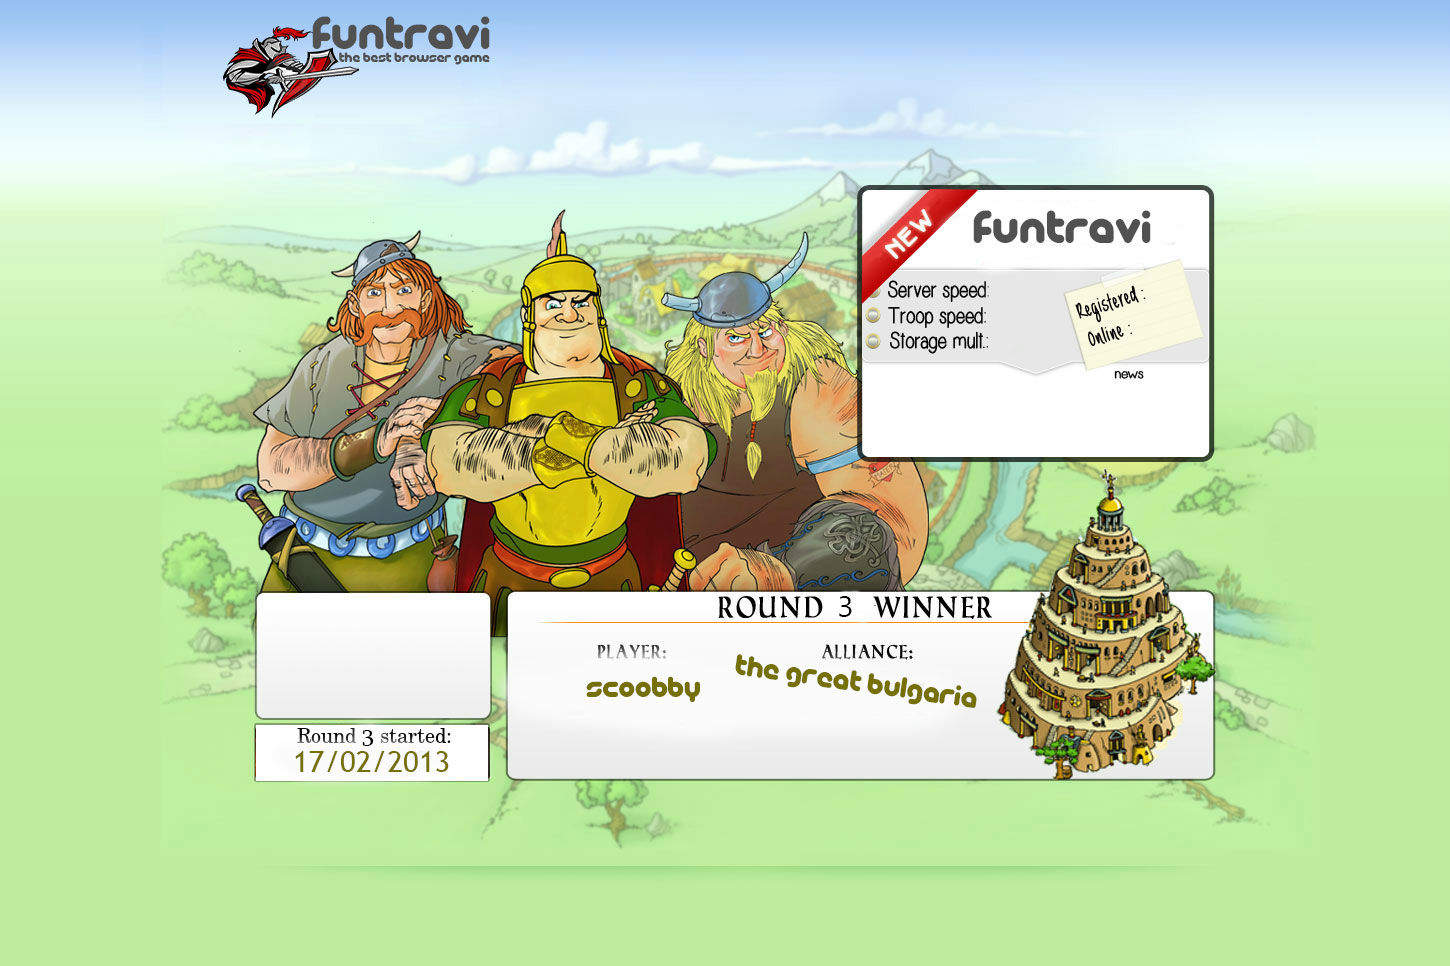 funtravi
the best browser game
NEW
funtravi
Server speed:
Troop speed:
Storage mult.:
Registered :
Online :
news
ROUND 3 WINNER
PLAYER:
ALLIANCE:
scoobby
the great bulgaria
Round 3 started:
17/02/2013